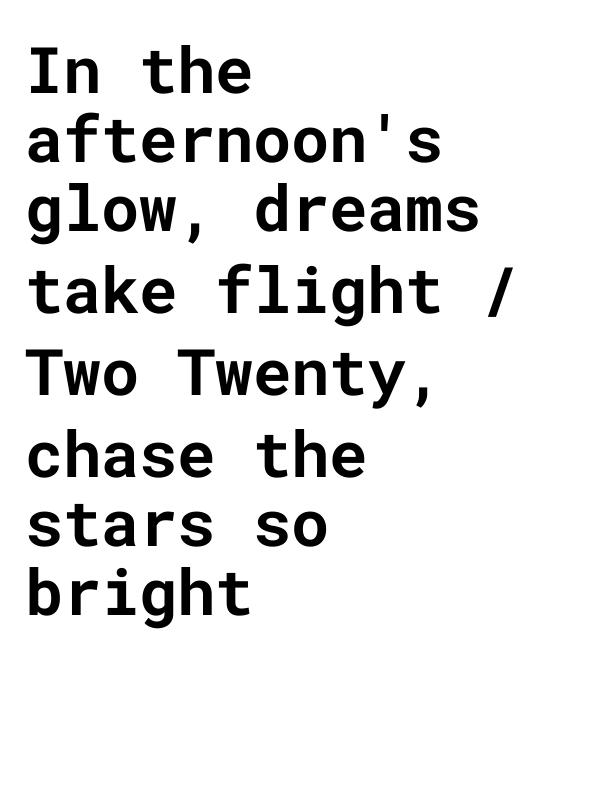 In the
afternoon's
glow, dreams
take flight /
Two Twenty,
chase the
stars so
bright